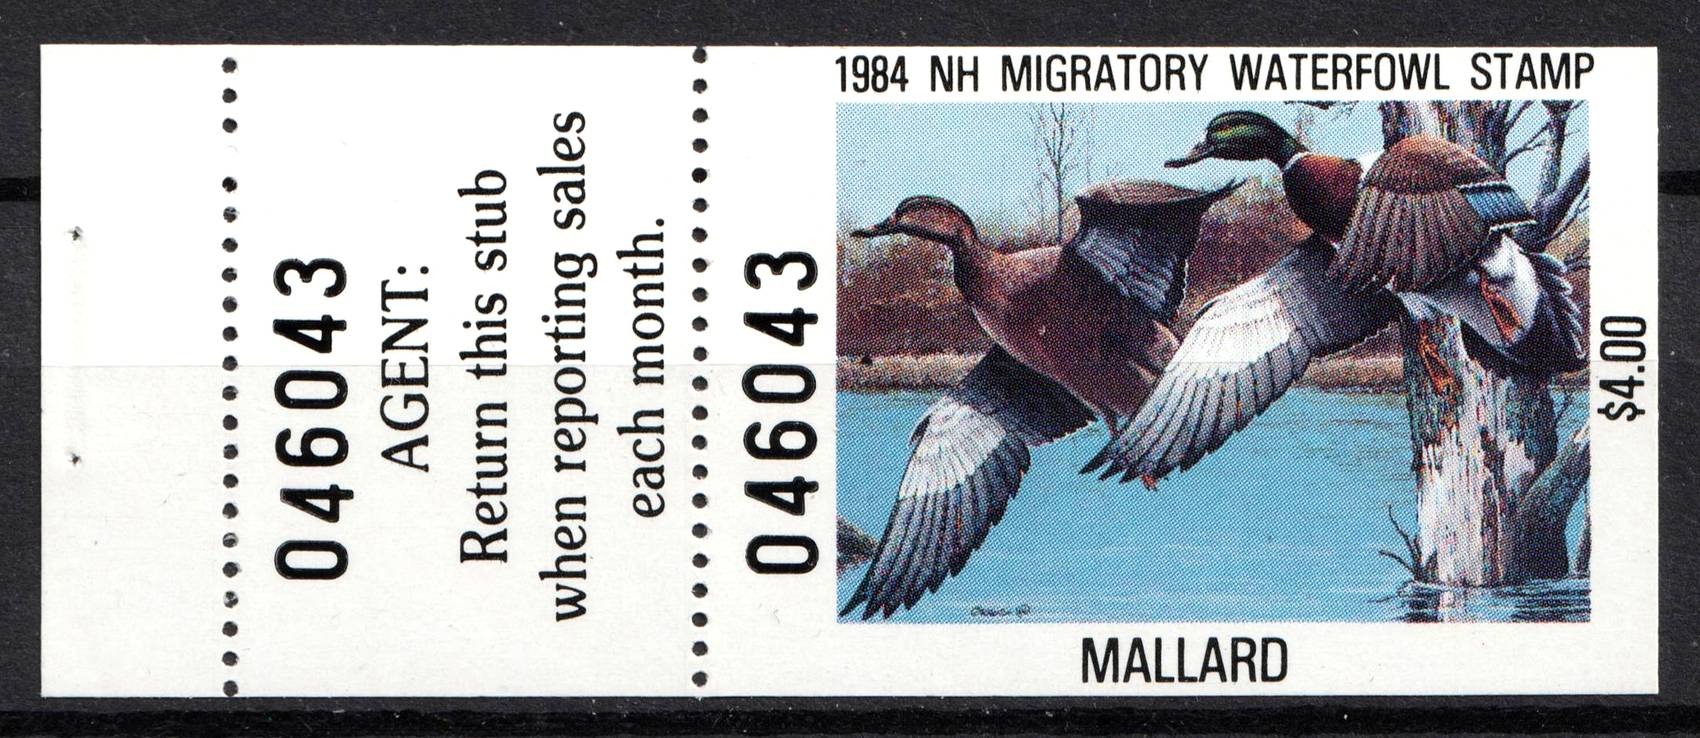 046043
AGENT:
Return this stub
when reporting sales
each month.
046043
1984 NH MIGRATORY WATERFOWL STAMP
$4.00
MALLARD